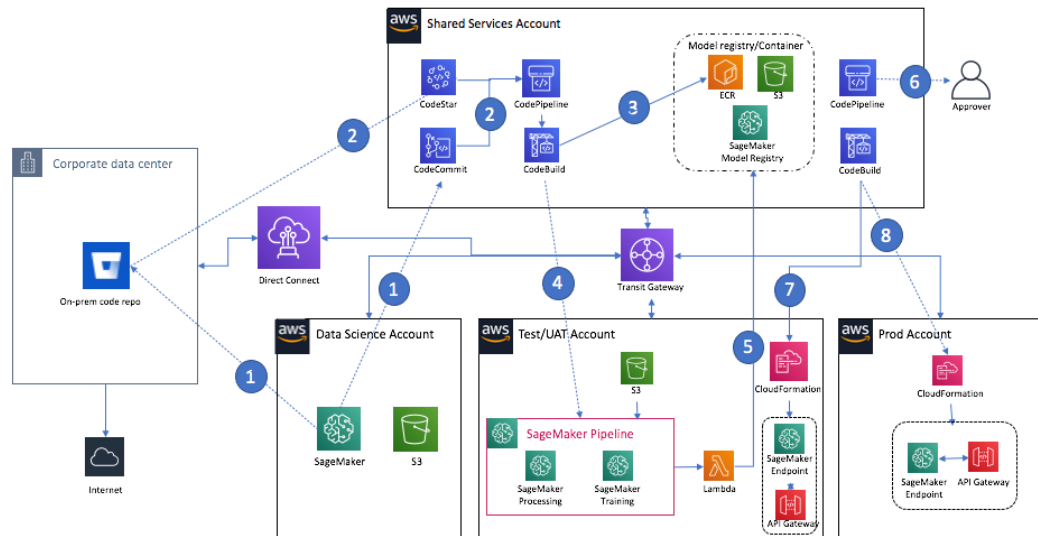 aws
Shared Services Account
Model registry/Container
CodeStar
CodePipeline
ECR
S3
CodePipeline
6
Approver
2
3
2
CodeCommit
CodeBuild
SageMaker
Model Registry
CodeBuild
Corporate data center
On-prem code repo
Direct Connect
Transit Gateway
1
4
7
8
5
1
aws
Data Science Account
SageMaker
S3
Internet
aws
Test/UAT Account
S3
CloudFormation
SageMaker Pipeline
SageMaker
Processing
SageMaker
Training
Lambda
SageMaker
Endpoint
API Gateway
aws
Prod Account
CloudFormation
SageMaker
Endpoint
API Gateway